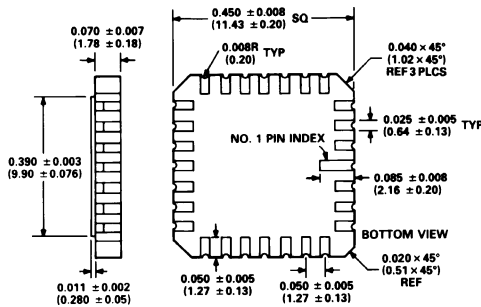 0.070 ±0.007
(1.78 ± 0.18)
0.450 ±0.008
(11.43 ± 0.20)
SQ
0.008R
(0.20)
TYP
0.040 × 45°
(1.02 × 45°)
REF 3 PLCS
0.025 ±0.005
(0.64 ± 0.13)
TYP
NO. 1 PIN INDEX
0.390 ±0.003
(9.90 ± 0.076)
0.085 ±0.008
(2.16 ± 0.20)
BOTTOM VIEW
0.020 × 45°
(0.51 × 45°)
REF
0.011 ±0.002
(0.280 ± 0.05)
0.050 ±0.005
(1.27 ± 0.13)
0.050 ±0.005
(1.27 ± 0.13)